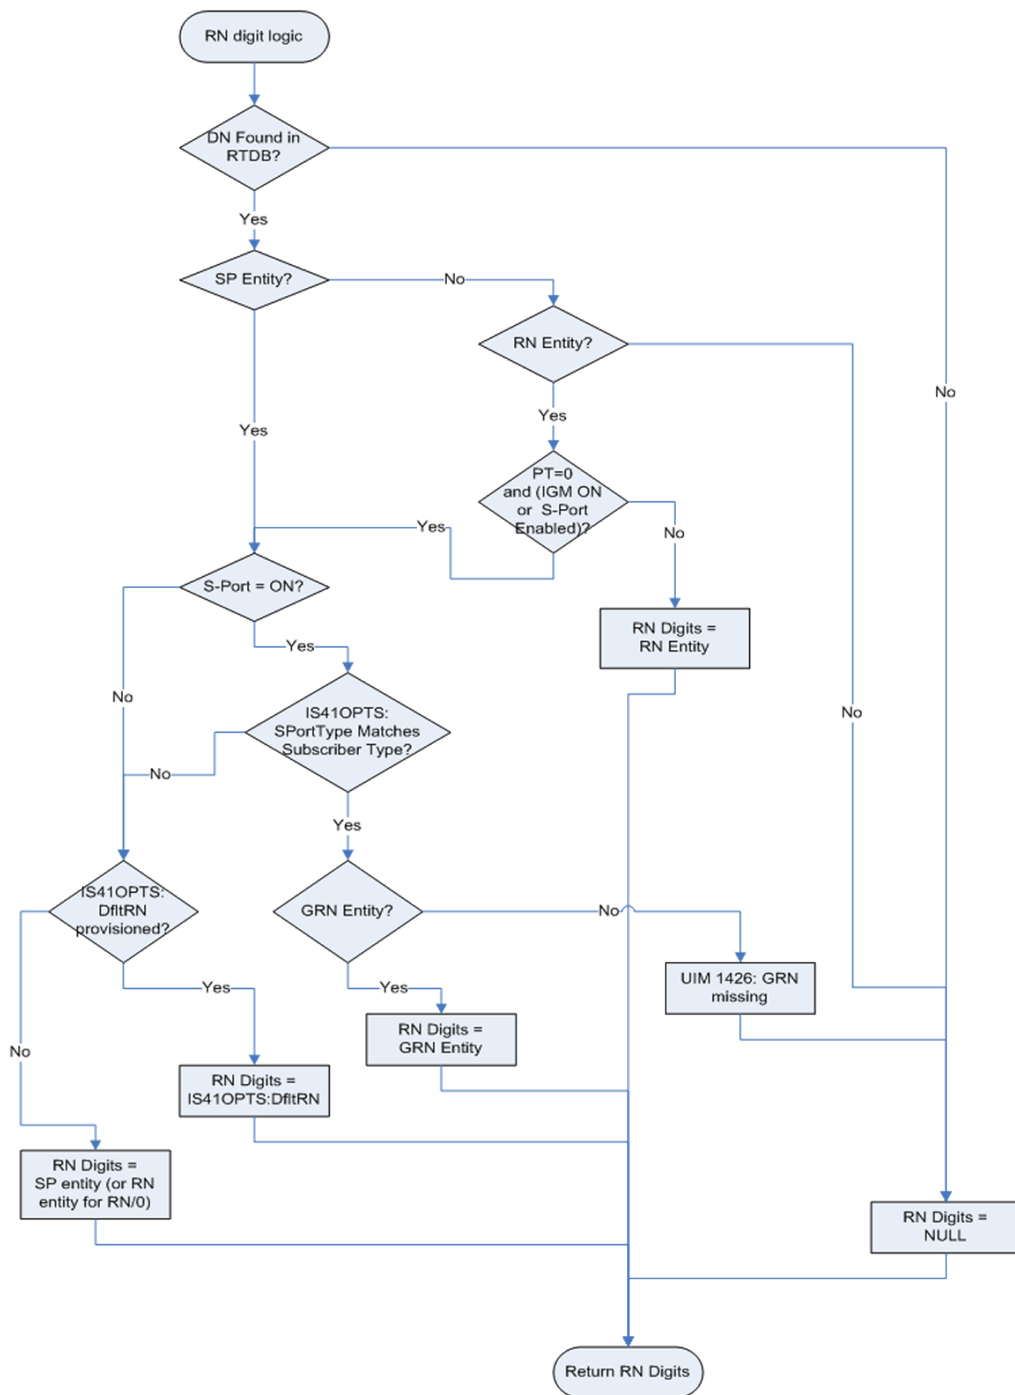 RN digit logic
DN Found in
RTDB?
Yes
SP Entity?
No
RN Entity?
No
Yes
Yes
PT=0
and (IGM ON
or S-Port
Enabled)?
Yes
No
S-Port = ON?
RN Digits =
RN Entity
Yes
No
IS41OPTS:
SPortType Matches
Subscriber Type?
No
No
Yes
IS41OPTS:
DfltRN
provisioned?
GRN Entity?
No
UIM 1426: GRN
missing
Yes
Yes
RN Digits =
GRN Entity
No
RN Digits =
IS41OPTS:DfltRN
RN Digits =
SP entity (or RN
entity for RN/0)
RN Digits =
NULL
Return RN Digits